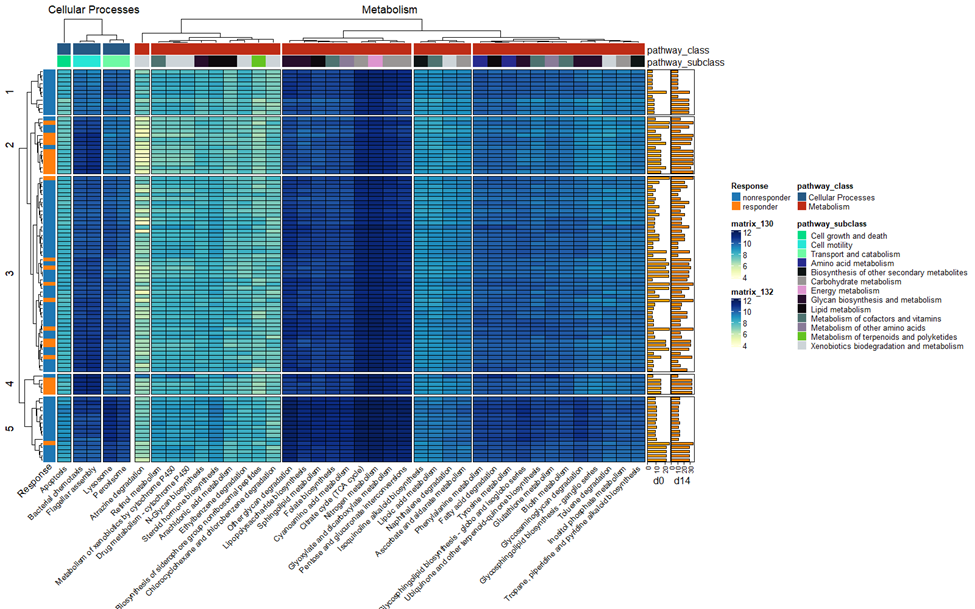 Cellular Processes
Metabolism
pathway_class
pathway_subclass
1
2
3
4
5
Response
Apoptosis
Bacterial chemotaxis
Flagellar assembly
Lysosome
Peroxisome
Atrazine degradation
Retinol metabolism
Metabolism of xenobiotics by cytochrome P450
Drug metabolism - cytochrome P450
N-Glycan biosynthesis
Steroid hormone biosynthesis
Arachidonic acid metabolism
Ethylbenzene degradation
Biosynthesis of siderophore group nonribosomal peptides
Chlorocyclohexane and chlorobenzene degradation
Other glycan degradation
Lipopolysaccharide biosynthesis
Sphingolipid metabolism
Folate biosynthesis
Cyanoamino acid metabolism
Citrate cycle (TCA cycle)
Nitrogen metabolism
Glyoxylate and dicarboxylate metabolism
Pentose and glucuronate interconversions
Isoquinoline alkaloid biosynthesis
Lipoic acid metabolism
Naphthalene degradation
Ascorbate and aldarate metabolism
Phenylalanine metabolism
Fatty acid degradation
Tyrosine metabolism
Glycosphingolipid biosynthesis - globo and isoglobo series
Ubiquinone and other terpenoid-quinone biosynthesis
Glutathione metabolism
Biotin metabolism
Glycosaminoglycan degradation
Toluene degradation
Glycosphingolipid biosynthesis - ganglio series
Inositol phosphate metabolism
Tropane, piperidine and pyridine alkaloid biosynthesis
0
10
20
30
0
10
20
30
d0
d14
Response
nonresponder
responder
matrix_130
12
10
8
6
4
matrix_132
12
10
8
6
4
pathway_class
Cellular Processes
Metabolism
pathway_subclass
Cell growth and death
Cell motility
Transport and catabolism
Amino acid metabolism
Biosynthesis of other secondary metabolites
Carbohydrate metabolism
Energy metabolism
Glycan biosynthesis and metabolism
Lipid metabolism
Metabolism of cofactors and vitamins
Metabolism of other amino acids
Metabolism of terpenoids and polyketides
Xenobiotics biodegradation and metabolism